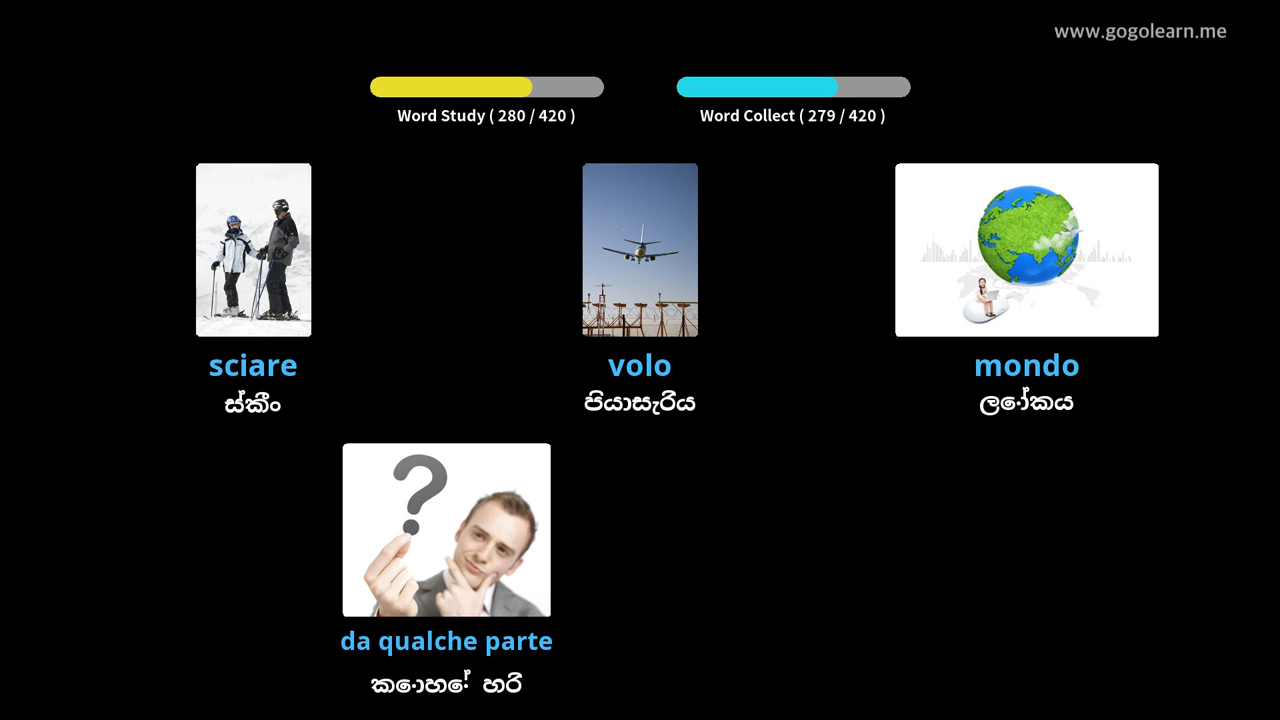 www.gogolearn.me
Word Study ( 280 / 420 )
Word Collect ( 279 / 420 )
sciare
ස්කීං
volo
පියාසැරිය
mondo
ලෝකය
da qualche parte
කොහේ හරි